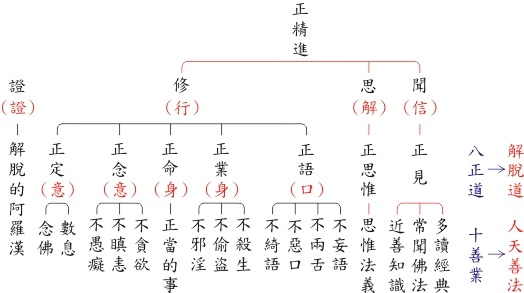 正精進
聞
（信）
正見
多讀經典
常聞佛法
近善知識
思
（解）
正思惟
思惟法義
修
（行）
正語
（口）
不妄語
不兩舌
不惡口
不綺語
正業
（身）
不殺生
不偷盜
不邪淫
正命
（身）
正當的事
正念
（意）
不貪欲
不瞋恚
不愚癡
正定
（意）
數息
念佛
證
（證）
解脫的阿羅漢
八正道→解脫道
十善業→人天善法